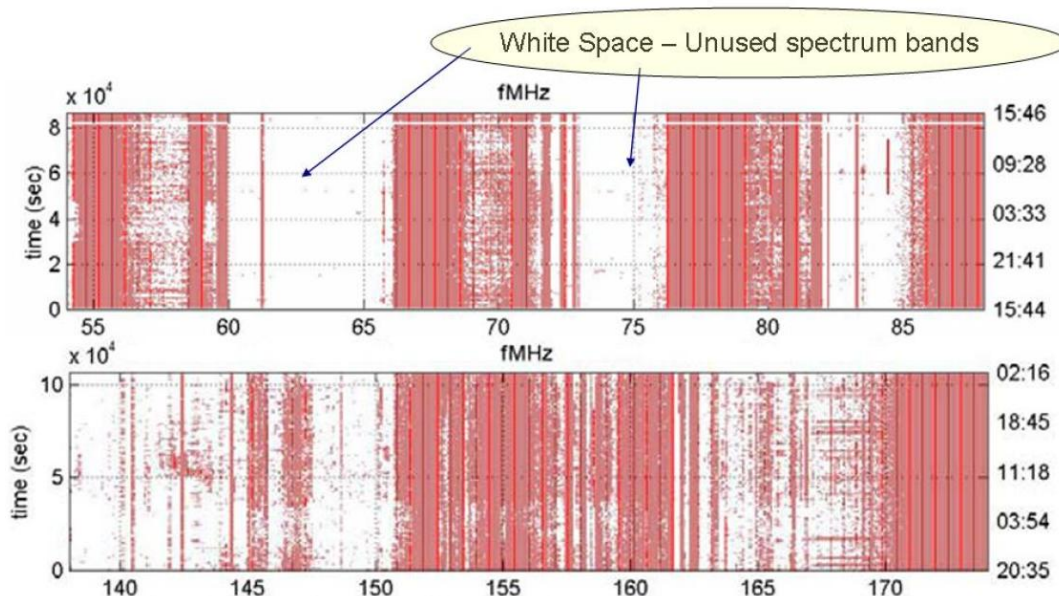 White Space – Unused spectrum bands
x 10⁴
fMHz
8
6
4
2
0
time (sec)
15:46
09:28
03:33
21:41
15:44
55 60 65 70 75 80 85
x 10⁴
fMHz
10
5
0
time (sec)
02:16
18:45
11:18
03:54
20:35
140 145 150 155 160 165 170